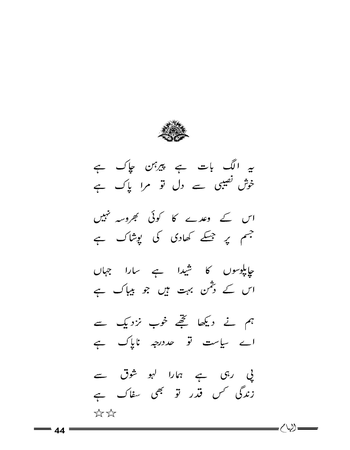 یہ الگ بات ہے پیرہن چاک ہے
خوش نصیبی سے دل تو مرا پاک ہے
اس کے وعدے کا کوئی بھروسہ نہیں
جسم پر جسکے کھادی کی پوشاک ہے
چاپلوسوں کا شیدا ہے سارا جہاں
اس کے دشمن بہت ہیں جو بیباک ہے
ہم نے دیکھا تجھے خوب نزدیک سے
اے سیاست تو حددرجہ ناپاک ہے
پی رہی ہے ہمارا لہو شوق سے
زندگی کس قدر تو بھی سفاک ہے
☆☆
44